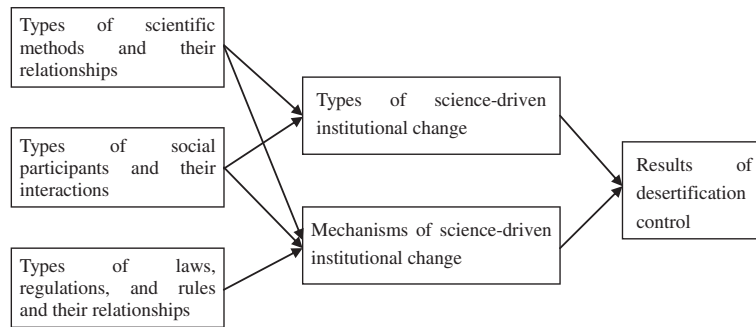 Types of scientific
methods and their
relationships
Types of social
participants and their
interactions
Types of laws,
regulations, and rules
and their relationships
Types of science-driven
institutional change
Mechanisms of science-driven
institutional change
Results of
desertification
control